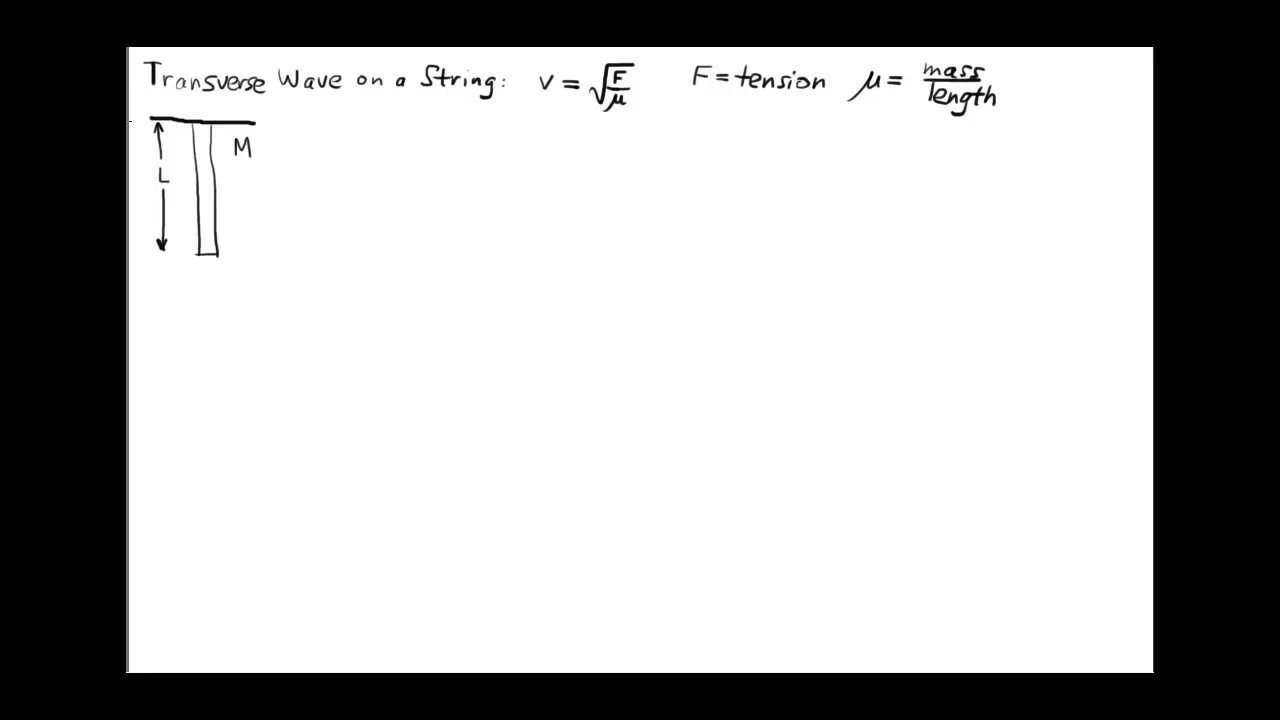 Transverse Wave on a String: v = √(F/μ) F = tension μ = mass/length
M
L